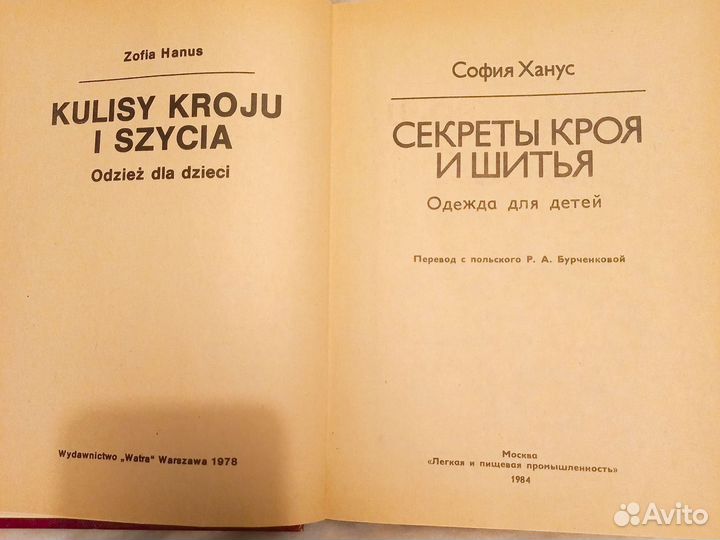 Zofia Hanus
KULISY KROJU
I SZYCIA
Odzież dla dzieci
Wydawnictwo „Watra" Warszawa 1978
София Ханус
СЕКРЕТЫ КРОЯ
И ШИТЬЯ
Одежда для детей
Перевод с польского Р. А. Бурченковой
Москва
«Легкая и пищевая промышленность»
1984
Avito